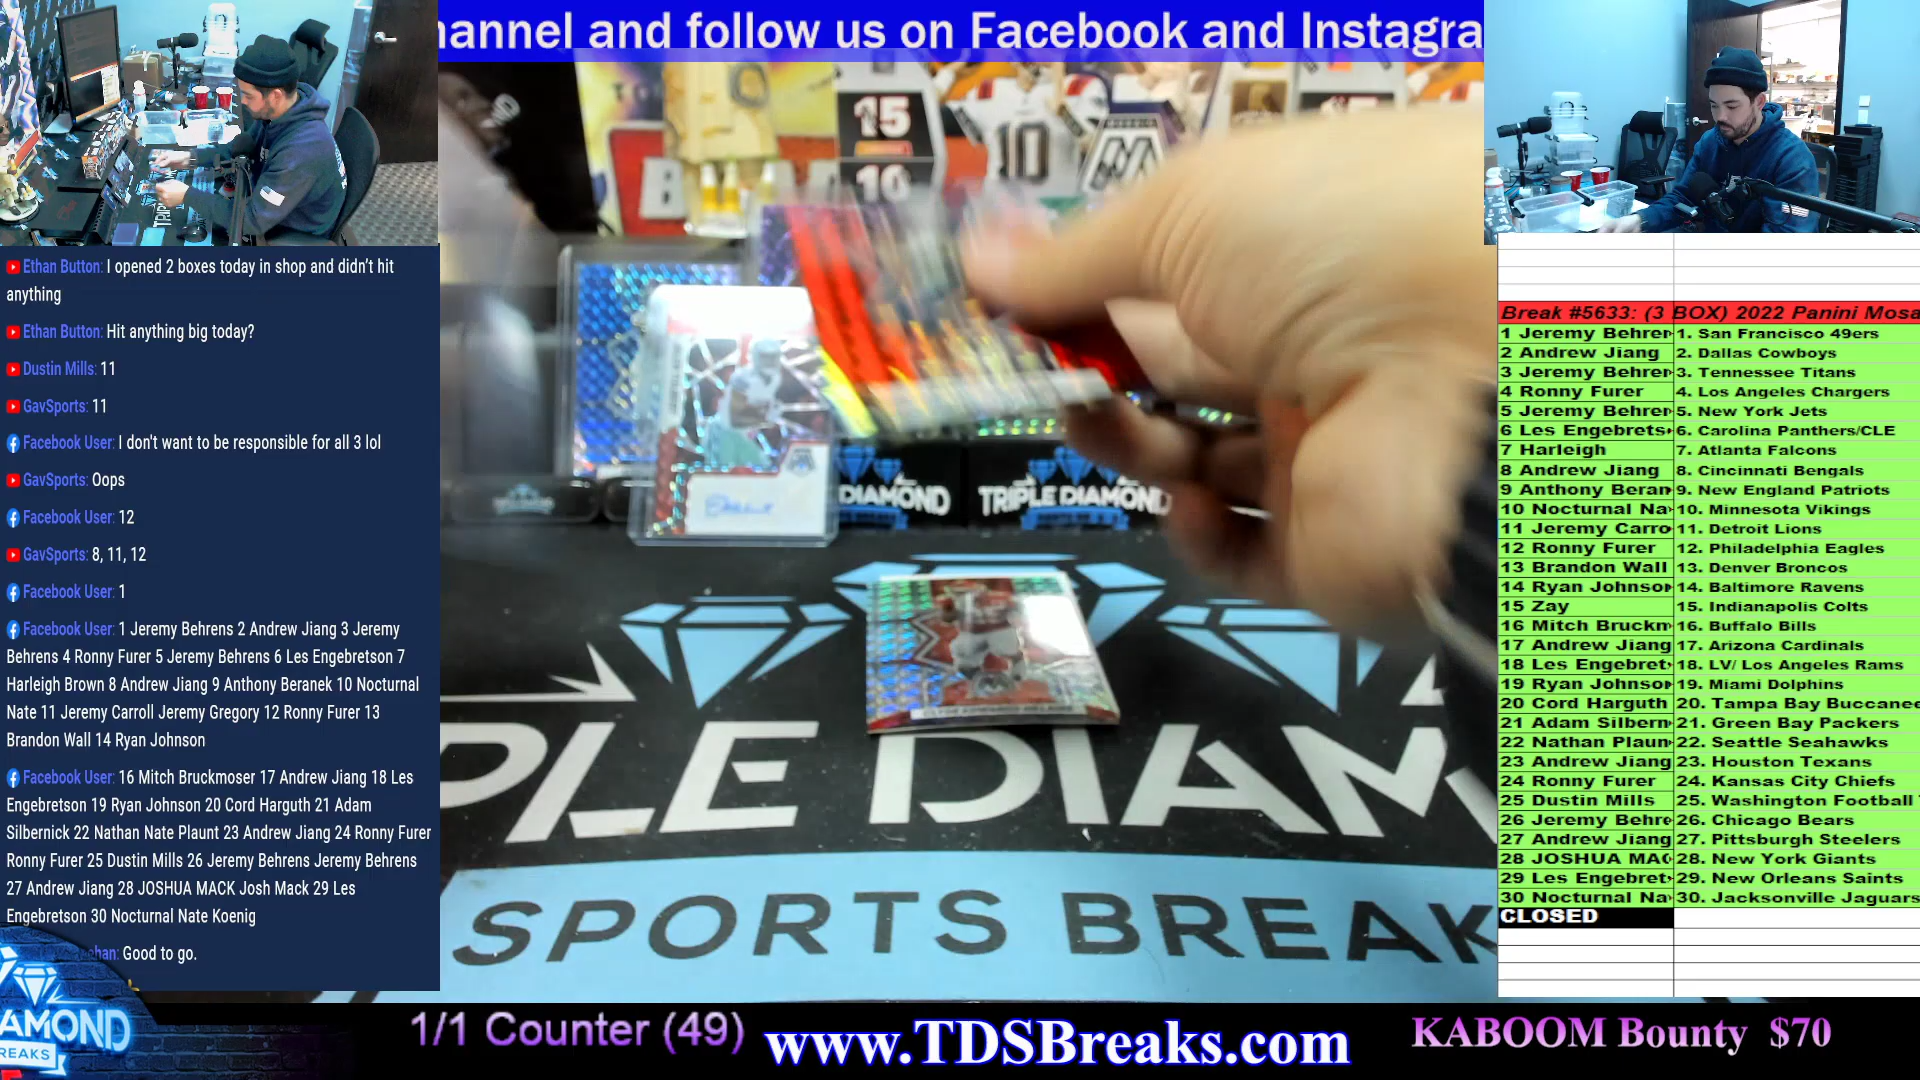 hannel and follow us on Facebook and Instagra
Ethan Button: I opened 2 boxes today in shop and didn't hit
anything
Ethan Button: Hit anything big today?
Dustin Mills: 11
GavSports: 11
Facebook User: I don't want to be responsible for all 3 lol
GavSports: Oops
Facebook User: 12
GavSports: 8, 11, 12
Facebook User: 1
Facebook User: 1 Jeremy Behrens 2 Andrew Jiang 3 Jeremy
Behrens 4 Ronny Furer 5 Jeremy Behrens 6 Les Engebretson 7
Harleigh Brown 8 Andrew Jiang 9 Anthony Beranek 10 Nocturnal
Nate 11 Jeremy Carroll Jeremy Gregory 12 Ronny Furer 13
Brandon Wall 14 Ryan Johnson
Facebook User: 16 Mitch Bruckmoser 17 Andrew Jiang 18 Les
Engebretson 19 Ryan Johnson 20 Cord Harguth 21 Adam
Silbernick 22 Nathan Nate Plaunt 23 Andrew Jiang 24 Ronny Furer
Ronny Furer 25 Dustin Mills 26 Jeremy Behrens Jeremy Behrens
27 Andrew Jiang 28 JOSHUA MACK Josh Mack 29 Les
Engebretson 30 Nocturnal Nate Koenig
han: Good to go.
AMOND
REAKS
15
10
10
DIAMOND
TRIPLE DIAMOND
PLE DIAM
SPORTS BREAK
Break #5633: (3 BOX) 2022 Panini Mosa
1 Jeremy Behren 1. San Francisco 49ers
2 Andrew Jiang 2. Dallas Cowboys
3 Jeremy Behren 3. Tennessee Titans
4 Ronny Furer 4. Los Angeles Chargers
5 Jeremy Behren 5. New York Jets
6 Les Engebrets 6. Carolina Panthers/CLE
7 Harleigh 7. Atlanta Falcons
8 Andrew Jiang 8. Cincinnati Bengals
9 Anthony Beran 9. New England Patriots
10 Nocturnal Na 10. Minnesota Vikings
11 Jeremy Carro 11. Detroit Lions
12 Ronny Furer 12. Philadelphia Eagles
13 Brandon Wall 13. Denver Broncos
14 Ryan Johnson 14. Baltimore Ravens
15 Zay 15. Indianapolis Colts
16 Mitch Bruckm 16. Buffalo Bills
17 Andrew Jiang 17. Arizona Cardinals
18 Les Engebret 18. LV/ Los Angeles Rams
19 Ryan Johnson 19. Miami Dolphins
20 Cord Harguth 20. Tampa Bay Buccanee
21 Adam Silbern 21. Green Bay Packers
22 Nathan Plaun 22. Seattle Seahawks
23 Andrew Jiang 23. Houston Texans
24 Ronny Furer 24. Kansas City Chiefs
25 Dustin Mills 25. Washington Football
26 Jeremy Behre 26. Chicago Bears
27 Andrew Jiang 27. Pittsburgh Steelers
28 JOSHUA MAC 28. New York Giants
29 Les Engebret 29. New Orleans Saints
30 Nocturnal Na 30. Jacksonville Jaguars
CLOSED
1/1 Counter (49)
www.TDSBreaks.com
KABOOM Bounty $70